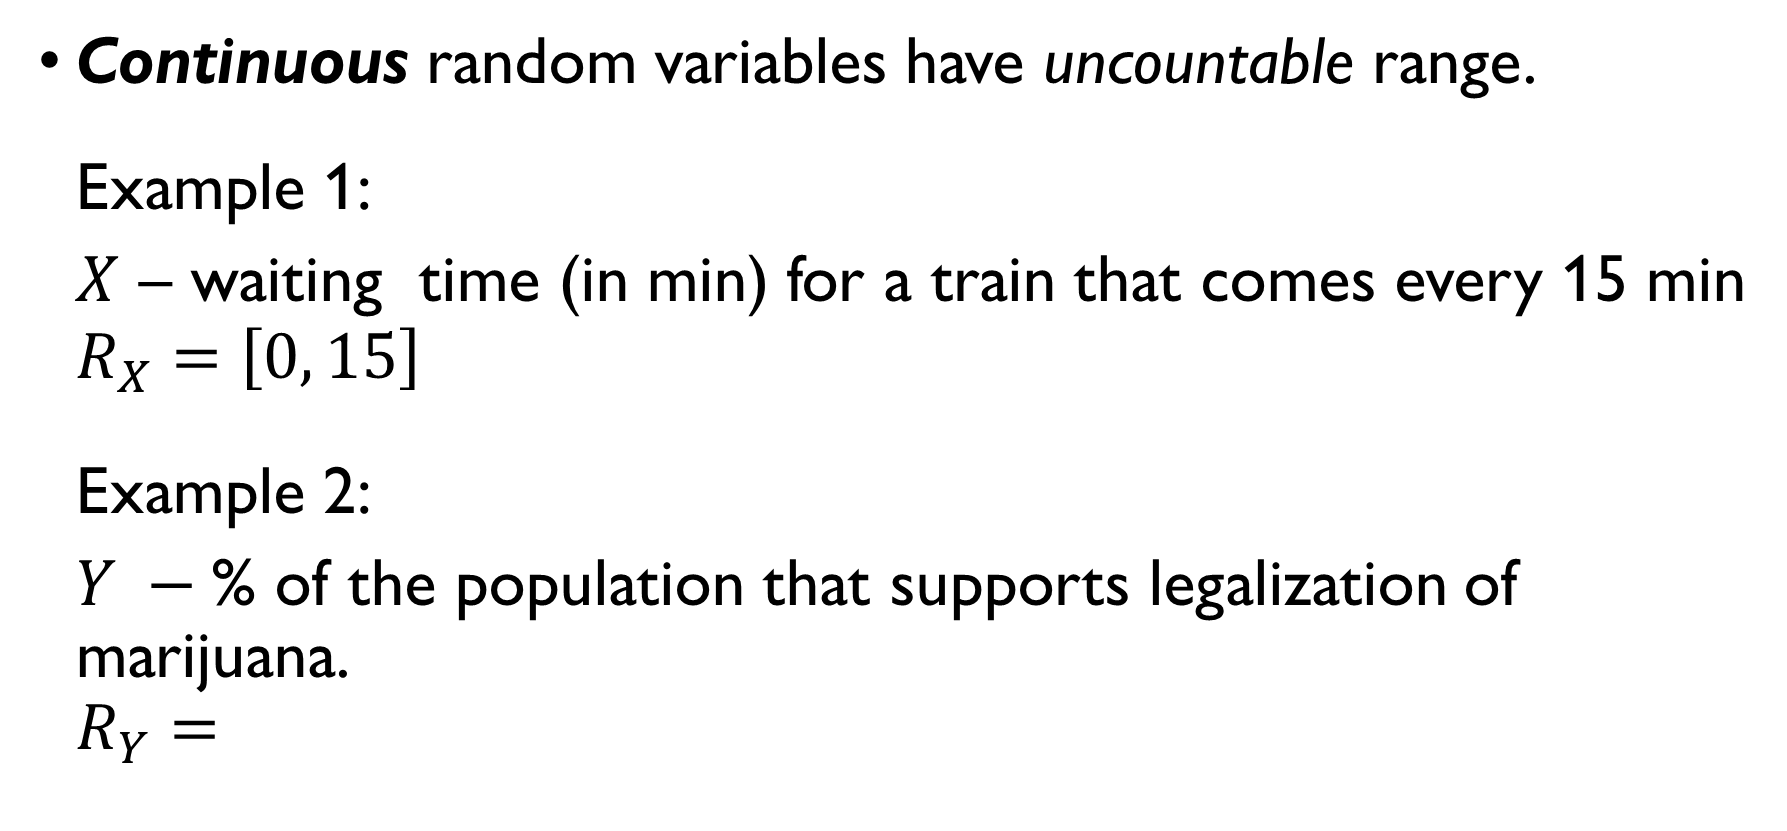 • Continuous random variables have uncountable range.
Example 1:
X – waiting  time (in min) for a train that comes every 15 min
R_X = [0, 15]
Example 2:
Y  – % of the population that supports legalization of
marijuana.
R_Y =